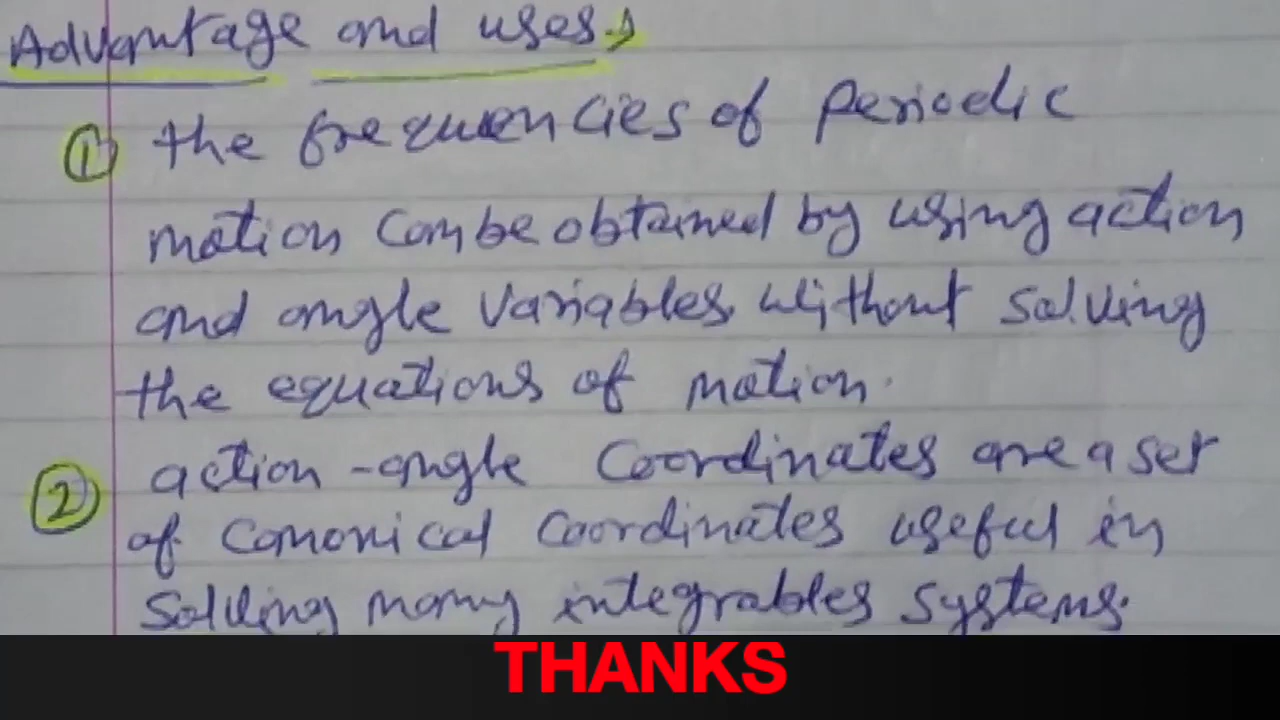 Advantage and uses→
① the frequencies of periodic
motion can be obtained by using action
and angle variables without solving
the equations of motion.
② action-angle coordinates are a set
of canonical coordinates useful in
solving many integrables systems.
THANKS